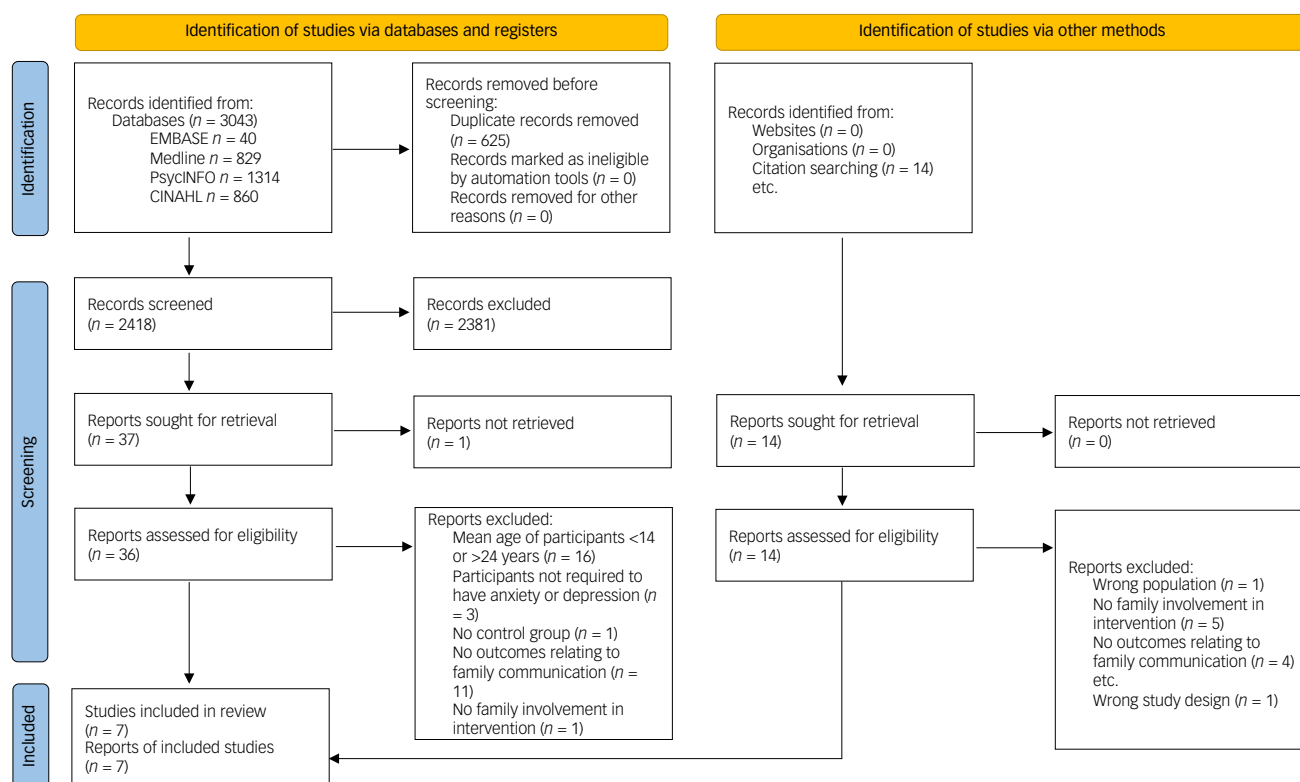 Identification of studies via databases and registers
Identification of studies via other methods
Identification
Records identified from:
Databases (n = 3043)
EMBASE n = 40
Medline n = 829
PsycINFO n = 1314
CINAHL n = 860
Records removed before
screening:
Duplicate records removed
(n = 625)
Records marked as ineligible
by automation tools (n = 0)
Records removed for other
reasons (n = 0)
Records identified from:
Websites (n = 0)
Organisations (n = 0)
Citation searching (n = 14)
etc.
Screening
Records screened
(n = 2418)
Records excluded
(n = 2381)
Reports sought for retrieval
(n = 37)
Reports not retrieved
(n = 1)
Reports sought for retrieval
(n = 14)
Reports not retrieved
(n = 0)
Reports assessed for eligibility
(n = 36)
Reports excluded:
Mean age of participants <14
or >24 years (n = 16)
Participants not required to
have anxiety or depression (n
= 3)
No control group (n = 1)
No outcomes relating to
family communication (n =
11)
No family involvement in
intervention (n = 1)
Reports assessed for eligibility
(n = 14)
Reports excluded:
Wrong population (n = 1)
No family involvement in
intervention (n = 5)
No outcomes relating to
family communication (n = 4)
etc.
Wrong study design (n = 1)
Included
Studies included in review
(n = 7)
Reports of included studies
(n = 7)